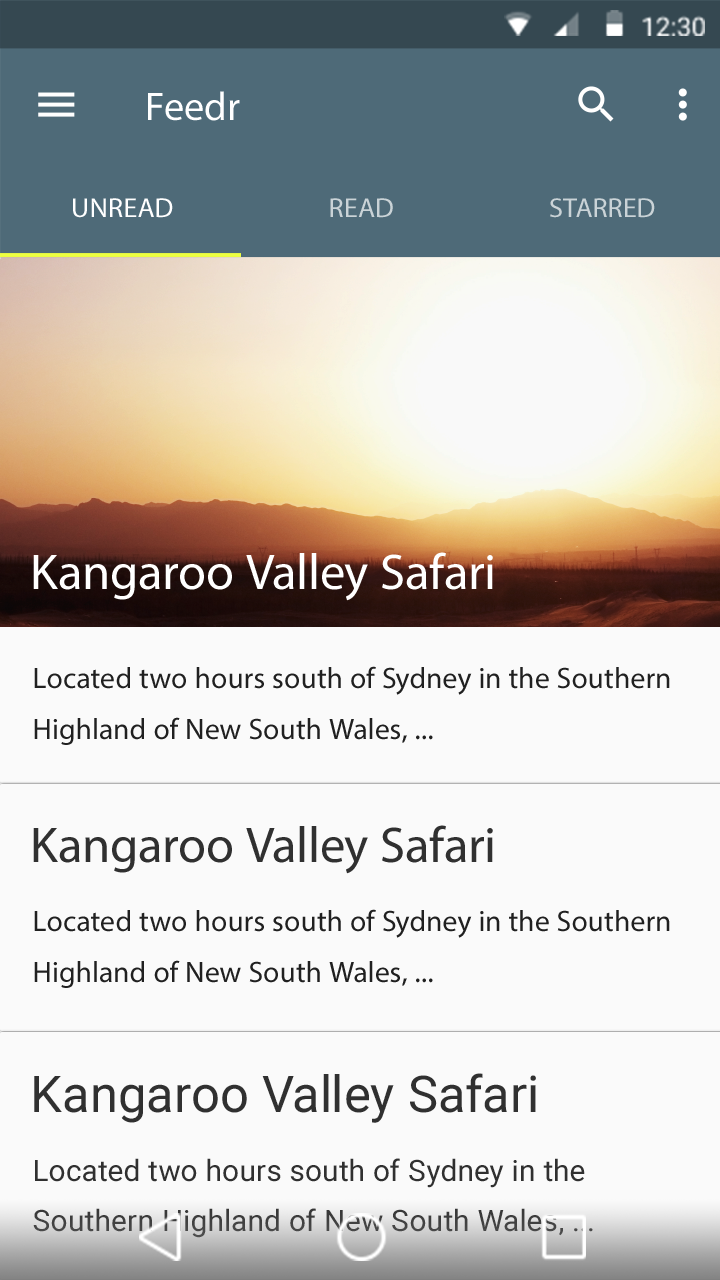 12:30
Feedr
UNREAD READ STARRED
Kangaroo Valley Safari
Located two hours south of Sydney in the Southern
Highland of New South Wales, ...
Kangaroo Valley Safari
Located two hours south of Sydney in the Southern
Highland of New South Wales, ...
Kangaroo Valley Safari
Located two hours south of Sydney in the
Southern Highland of New South Wales, ...